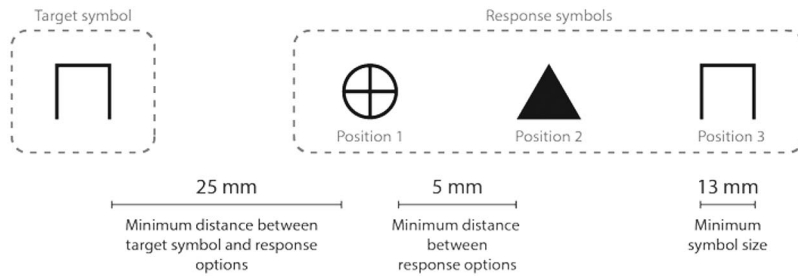 Target symbol
Response symbols
Position 1
Position 2
Position 3
25 mm
5 mm
13 mm
Minimum distance between
target symbol and response
options
Minimum distance
between
response options
Minimum
symbol size